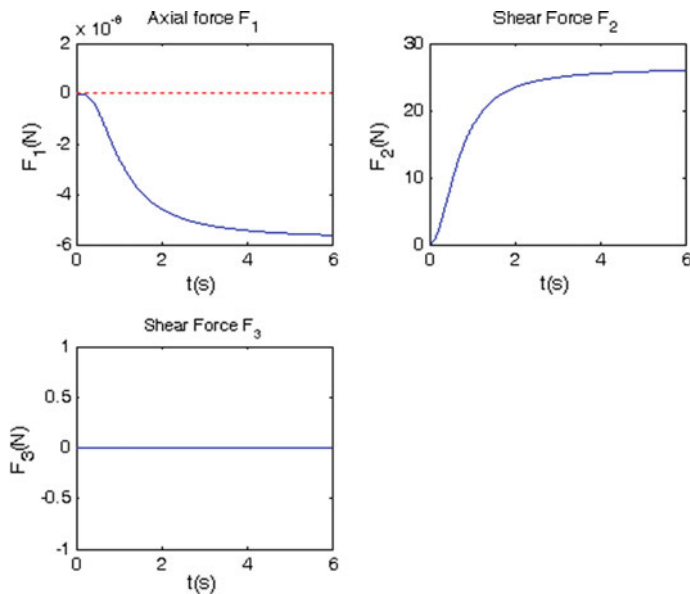 Axial force F1
× 10-8
2
0
-2
-4
-6
F1(N)
0 2 4 6
t(s)
Shear Force F2
30
20
10
0
F2(N)
0 2 4 6
t(s)
Shear Force F3
1
0.5
0
-0.5
-1
F3(N)
0 2 4 6
t(s)